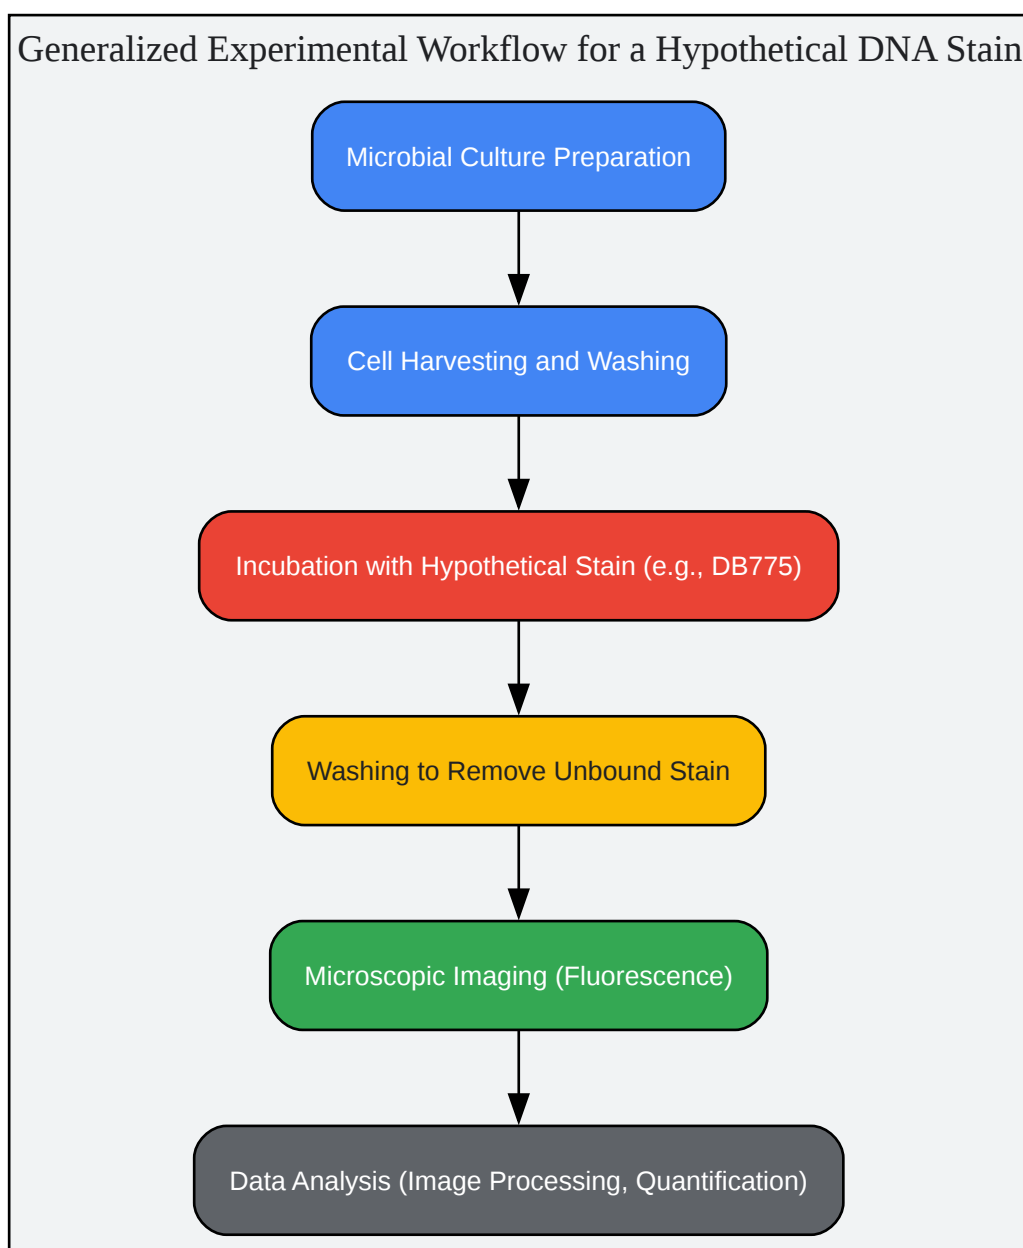 Generalized Experimental Workflow for a Hypothetical DNA Stain
Microbial Culture Preparation
Cell Harvesting and Washing
Incubation with Hypothetical Stain (e.g., DB775)
Washing to Remove Unbound Stain
Microscopic Imaging (Fluorescence)
Data Analysis (Image Processing, Quantification)